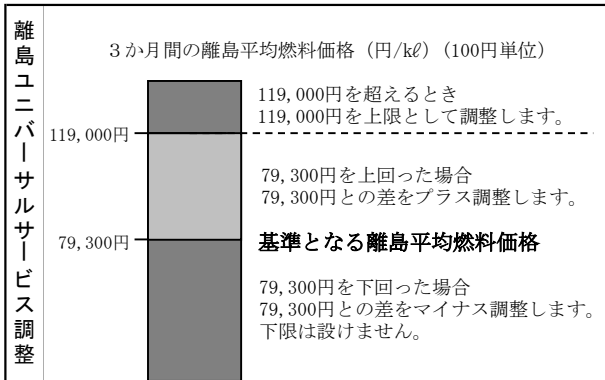 離島ユニバーサルサービス調整
3か月間の離島平均燃料価格（円/kℓ）（100円単位）
119,000円を超えるとき
119,000円を上限として調整します。
119,000円
79,300円を上回った場合
79,300円との差をプラス調整します。
79,300円
基準となる離島平均燃料価格
79,300円を下回った場合
79,300円との差をマイナス調整します。
下限は設けません。